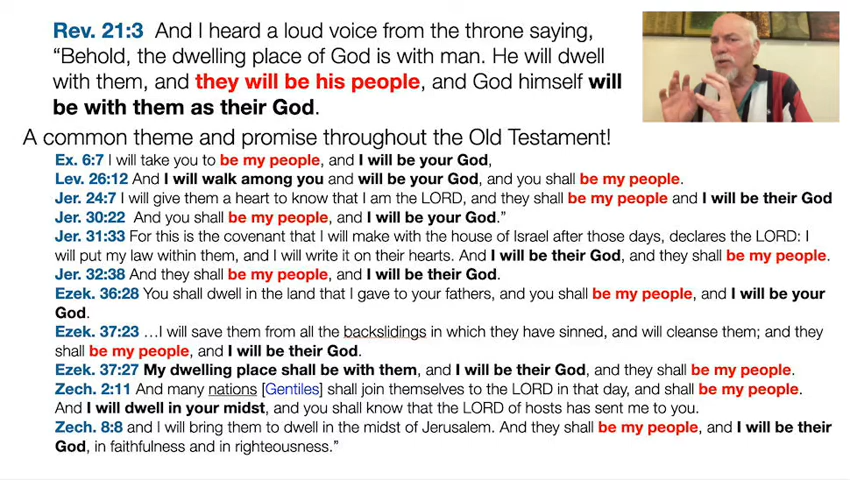 Rev. 21:3 And I heard a loud voice from the throne saying,
“Behold, the dwelling place of God is with man. He will dwell
with them, and they will be his people, and God himself will
be with them as their God.
A common theme and promise throughout the Old Testament!
Ex. 6:7 I will take you to be my people, and I will be your God,
Lev. 26:12 And I will walk among you and will be your God, and you shall be my people.
Jer. 24:7 I will give them a heart to know that I am the LORD, and they shall be my people and I will be their God
Jer. 30:22 And you shall be my people, and I will be your God.”
Jer. 31:33 For this is the covenant that I will make with the house of Israel after those days, declares the LORD: I
will put my law within them, and I will write it on their hearts. And I will be their God, and they shall be my people.
Jer. 32:38 And they shall be my people, and I will be their God.
Ezek. 36:28 You shall dwell in the land that I gave to your fathers, and you shall be my people, and I will be your
God.
Ezek. 37:23 …I will save them from all the backslidings in which they have sinned, and will cleanse them; and they
shall be my people, and I will be their God.
Ezek. 37:27 My dwelling place shall be with them, and I will be their God, and they shall be my people.
Zech. 2:11 And many nations [Gentiles] shall join themselves to the LORD in that day, and shall be my people.
And I will dwell in your midst, and you shall know that the LORD of hosts has sent me to you.
Zech. 8:8 and I will bring them to dwell in the midst of Jerusalem. And they shall be my people, and I will be their
God, in faithfulness and in righteousness.”